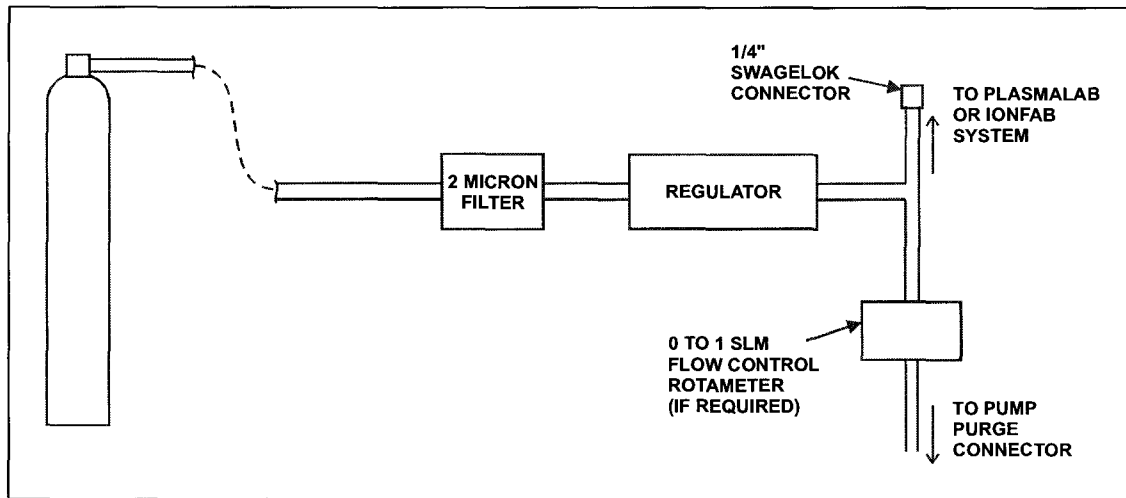 1/4"
SWAGELOK
CONNECTOR
TO PLASMALAB
OR IONFAB
SYSTEM
2 MICRON
FILTER
REGULATOR
0 TO 1 SLM
FLOW CONTROL
ROTAMETER
(IF REQUIRED)
TO PUMP
PURGE
CONNECTOR